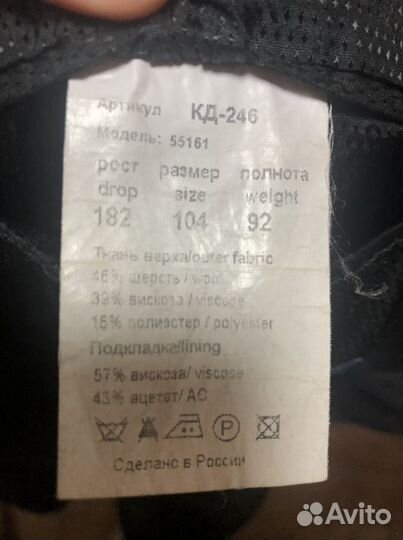 Артикул КД-246
Модель: 55161
рост размер полнота
drop size weight
182 104 92
Ткань верха/outer fabric
46% шерсть / wool
39% вискоза / viscose
15% полиэстер / polyester
Подкладка/lining
57% вискоза/ viscose
43% ацетат/ AC
P
Сделано в России
Avito